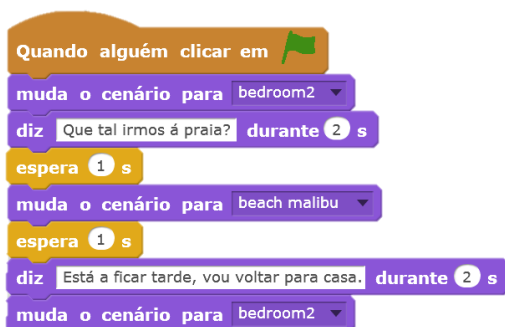 Quando alguém clicar em
muda o cenário para bedroom2
diz Que tal irmos á praia? durante 2 s
espera 1 s
muda o cenário para beach malibu
espera 1 s
diz Está a ficar tarde, vou voltar para casa. durante 2 s
muda o cenário para bedroom2